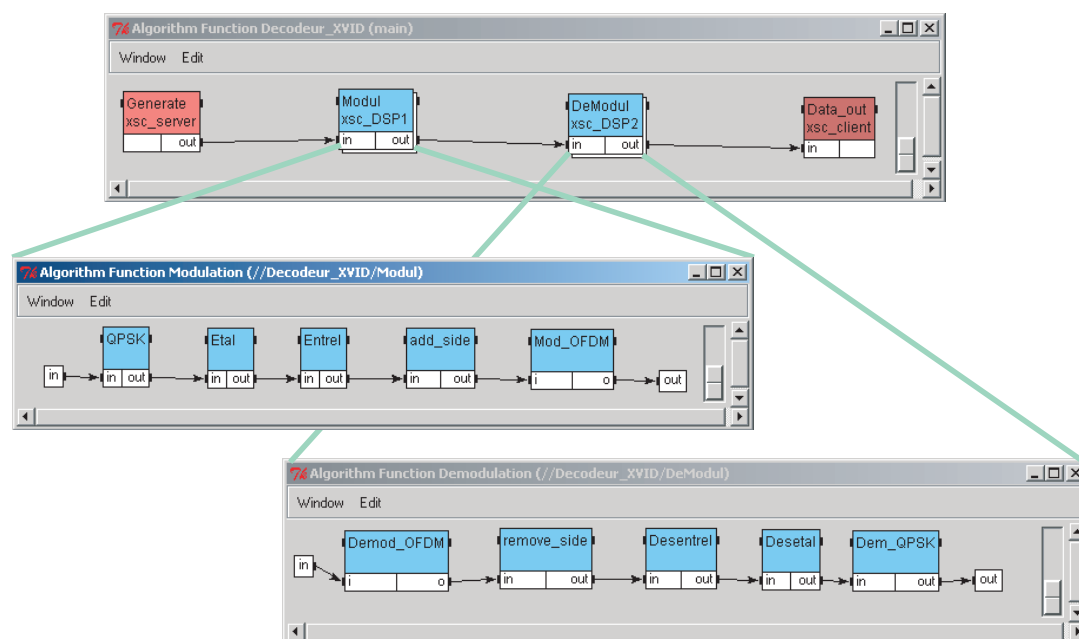 Algorithm Function Decodeur_XVID (main)
Window Edit
Generate
xsc_server
out
Modul
xsc_DSP1
in out
DeModul
xsc_DSP2
in out
Data_out
xsc_client
in
Algorithm Function Modulation (//Decodeur_XVID/Modul)
Window Edit
in
QPSK
in out
Etal
in out
Entrel
in out
add_side
in out
Mod_OFDM
i o
out
Algorithm Function Demodulation (//Decodeur_XVID/DeModul)
Window Edit
in
Demod_OFDM
i o
remove_side
in out
Desentrel
in out
Desetal
in out
Dem_QPSK
in out
out